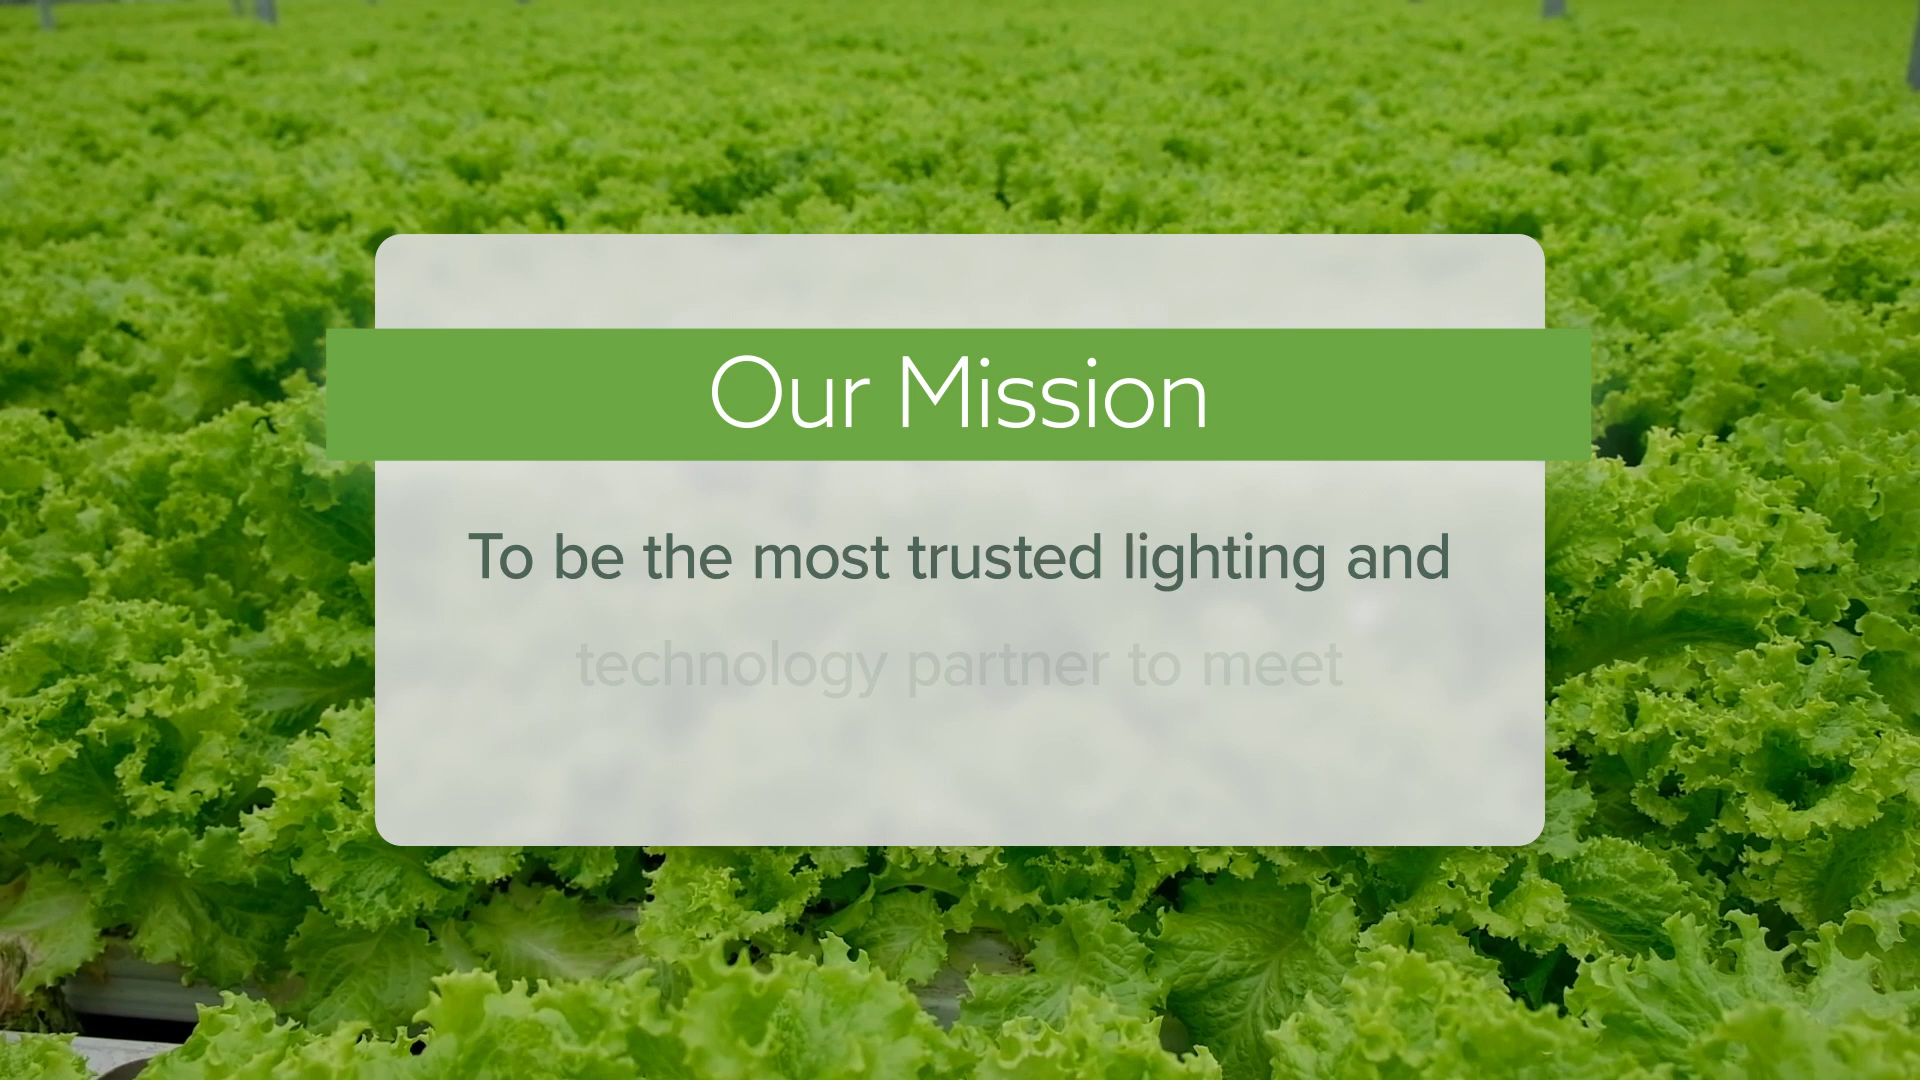 Our Mission
To be the most trusted lighting and
technology partner to meet